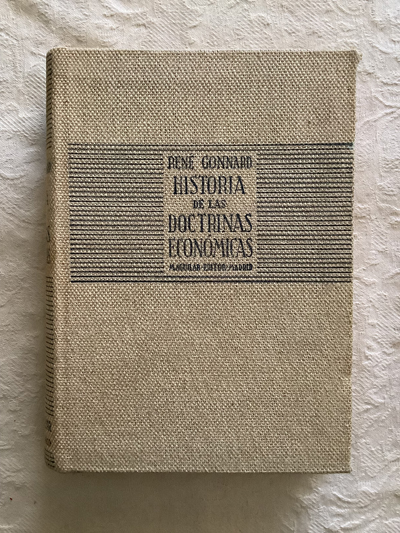 RENÉ GONNARD
HISTORIA
DE LAS
DOCTRINAS
ECONÓMICAS
M. AGUILAR - EDITOR - MADRID